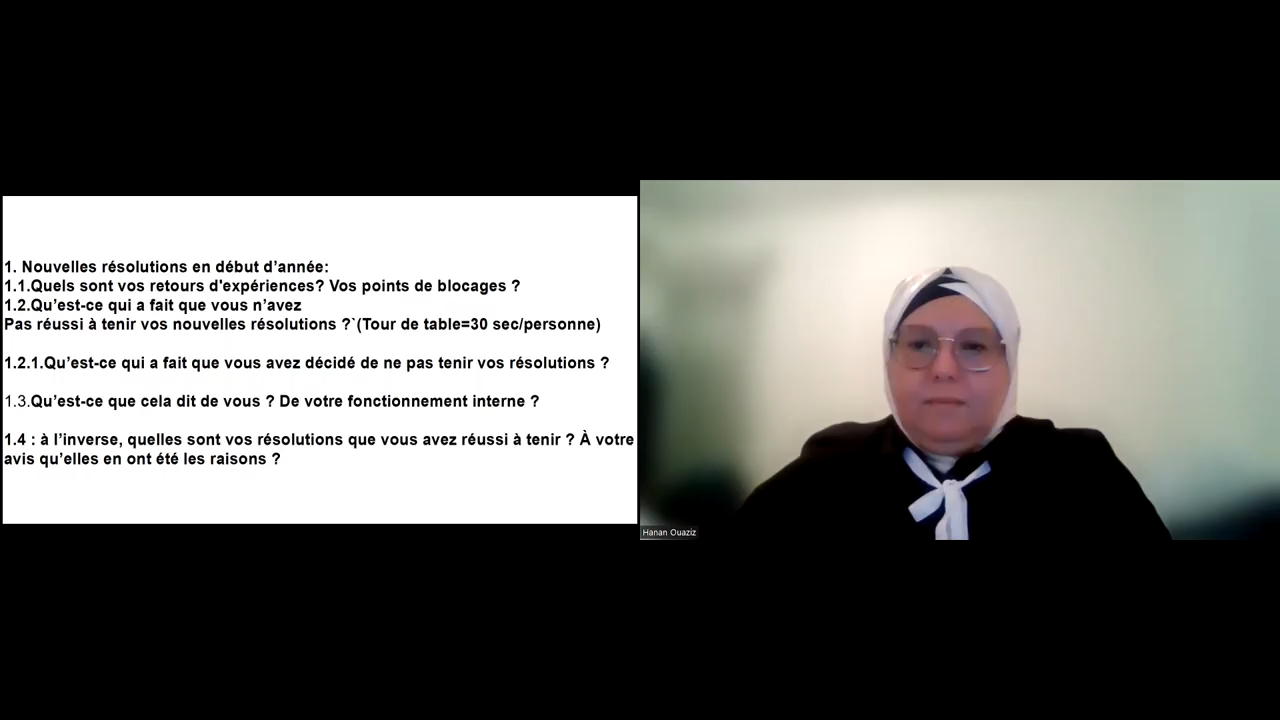 1. Nouvelles résolutions en début d’année:
1.1.Quels sont vos retours d'expériences? Vos points de blocages ?
1.2.Qu’est-ce qui a fait que vous n’avez
Pas réussi à tenir vos nouvelles résolutions ?`(Tour de table=30 sec/personne)
1.2.1.Qu’est-ce qui a fait que vous avez décidé de ne pas tenir vos résolutions ?
1.3.Qu’est-ce que cela dit de vous ? De votre fonctionnement interne ?
1.4 : à l’inverse, quelles sont vos résolutions que vous avez réussi à tenir ? À votre
avis qu’elles en ont été les raisons ?
Hanan Ouaziz